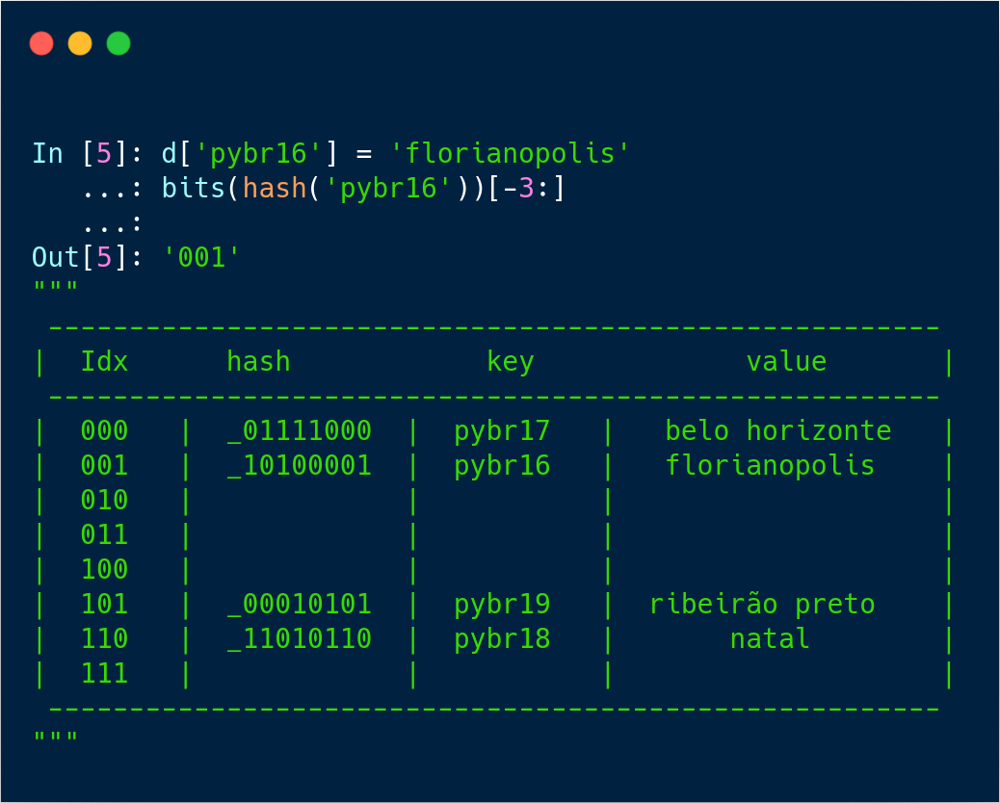 In [5]: d['pybr16'] = 'florianopolis'
   ...: bits(hash('pybr16'))[-3:]
   ...:
Out[5]: '001'
"""
 -------------------------------------------------------
|  Idx      hash            key             value       |
 -------------------------------------------------------
|  000   |  _01111000  |  pybr17   |   belo horizonte   |
|  001   |  _10100001  |  pybr16   |   florianopolis    |
|  010   |             |           |                    |
|  011   |             |           |                    |
|  100   |             |           |                    |
|  101   |  _00010101  |  pybr19   |  ribeirão preto    |
|  110   |  _11010110  |  pybr18   |       natal        |
|  111   |             |           |                    |
 -------------------------------------------------------
"""